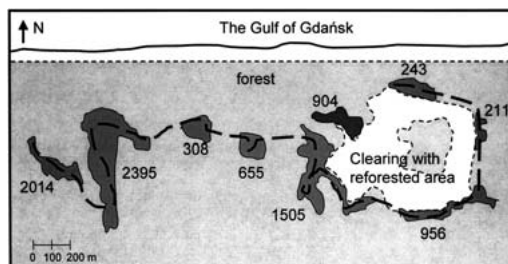 N
The Gulf of Gdańsk
forest
243
904
211
308
2395
655
Clearing with
reforested area
2014
1505
956
0 100 200 m